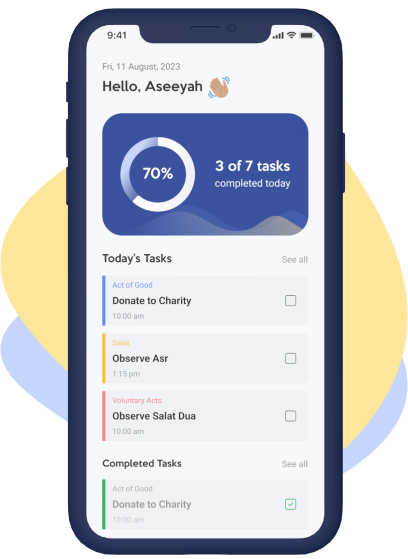 9:41
Fri, 11 August, 2023
Hello, Aseeyah 👋🏽
70%
3 of 7 tasks
completed today
Today's Tasks See all
Act of Good
Donate to Charity
10:00 am
Salat
Observe Asr
1:15 pm
Voluntary Acts
Observe Salat Dua
10:00 am
Completed Tasks See all
Act of Good
Donate to Charity
10:00 am